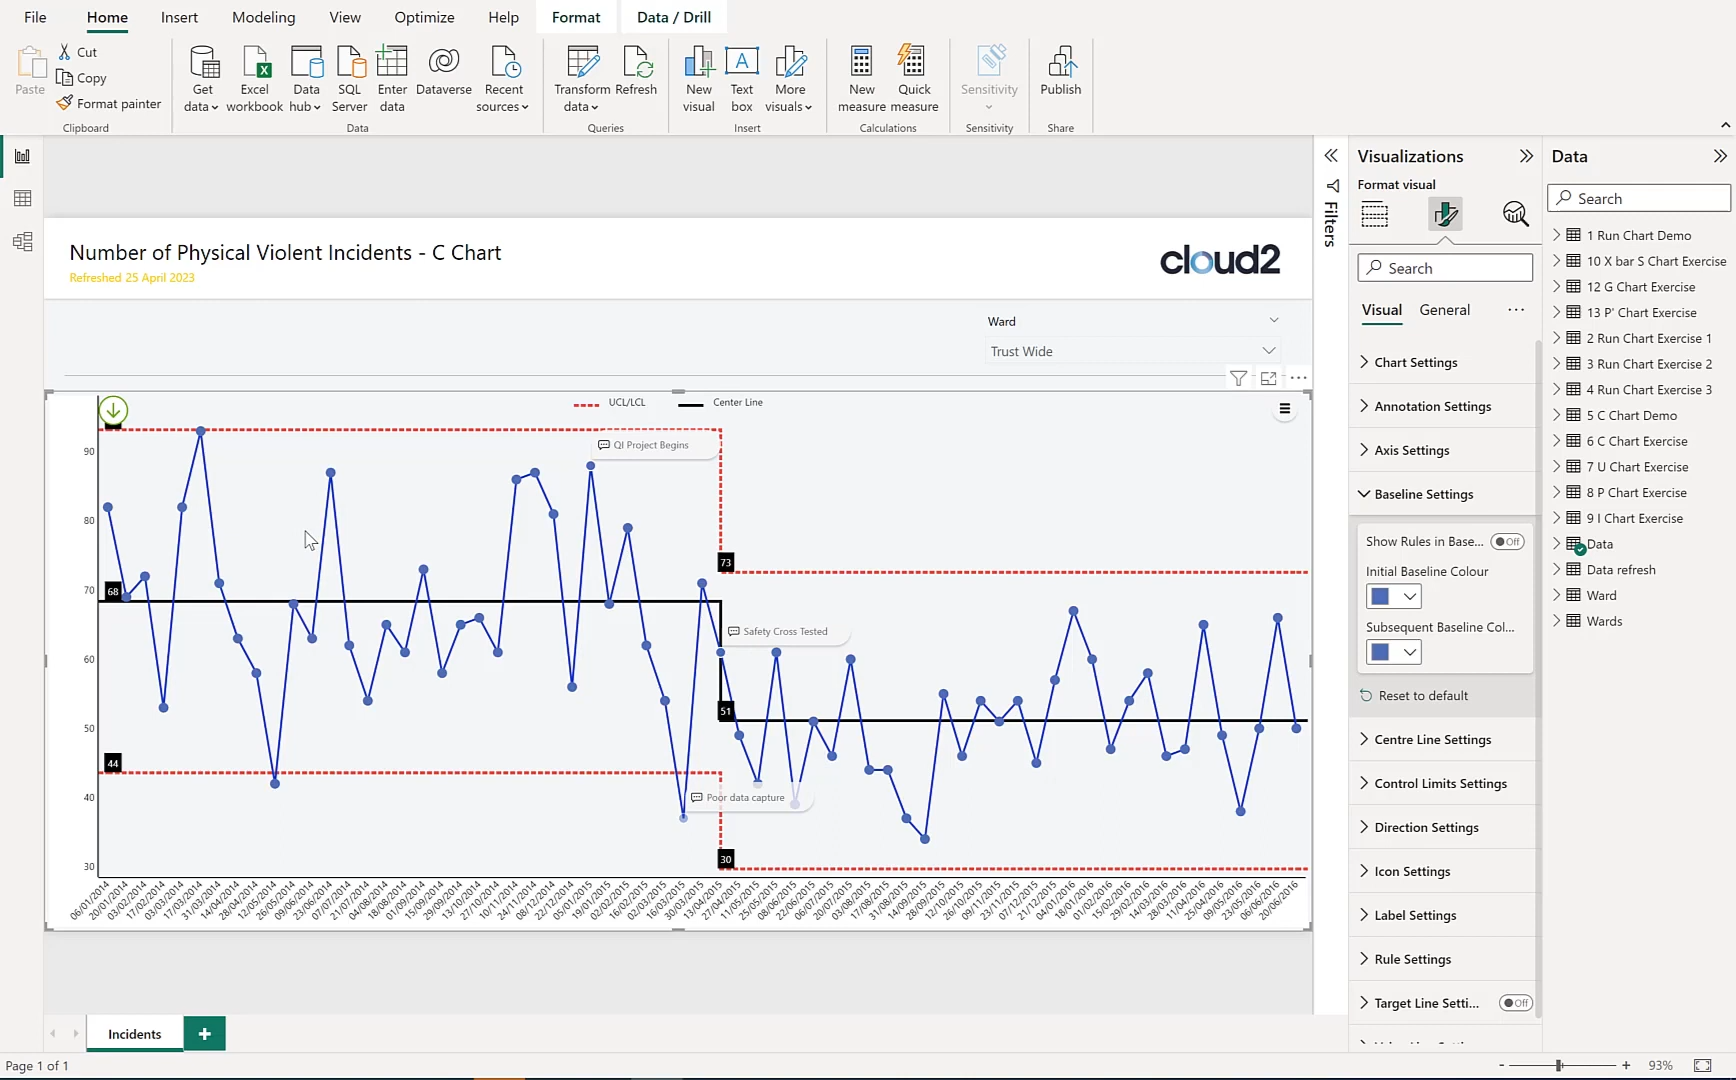 File Home Insert Modeling View Optimize Help Format Data / Drill
Paste
Cut
Copy
Format painter
Clipboard
Get data
Excel workbook
Data hub
SQL Server
Enter data
Dataverse
Recent sources
Data
Transform data
Refresh
Queries
New visual
Text box
More visuals
Insert
New measure
Quick measure
Calculations
Sensitivity
Sensitivity
Publish
Share
Number of Physical Violent Incidents - C Chart
Refreshed 25 April 2023
cloud2
Ward
Trust Wide
UCL/LCL Center Line
QI Project Begins
Safety Cross Tested
Poor data capture
90
80
70
60
50
40
30
68
44
73
51
30
06/01/2014
20/01/2014
03/02/2014
17/02/2014
03/03/2014
17/03/2014
31/03/2014
14/04/2014
28/04/2014
12/05/2014
26/05/2014
09/06/2014
23/06/2014
07/07/2014
21/07/2014
04/08/2014
18/08/2014
01/09/2014
15/09/2014
29/09/2014
13/10/2014
27/10/2014
10/11/2014
24/11/2014
08/12/2014
22/12/2014
05/01/2015
19/01/2015
02/02/2015
16/02/2015
02/03/2015
16/03/2015
30/03/2015
13/04/2015
27/04/2015
11/05/2015
25/05/2015
08/06/2015
22/06/2015
06/07/2015
20/07/2015
03/08/2015
17/08/2015
31/08/2015
14/09/2015
28/09/2015
12/10/2015
26/10/2015
09/11/2015
23/11/2015
07/12/2015
21/12/2015
04/01/2016
18/01/2016
01/02/2016
15/02/2016
29/02/2016
14/03/2016
28/03/2016
11/04/2016
25/04/2016
09/05/2016
23/05/2016
06/06/2016
20/06/2016
Filters
Visualizations
Format visual
Search
Visual General
Chart Settings
Annotation Settings
Axis Settings
Baseline Settings
Show Rules in Base... Off
Initial Baseline Colour
Subsequent Baseline Col...
Reset to default
Centre Line Settings
Control Limits Settings
Direction Settings
Icon Settings
Label Settings
Rule Settings
Target Line Setti... Off
Data
Search
1 Run Chart Demo
10 X bar S Chart Exercise
12 G Chart Exercise
13 P' Chart Exercise
2 Run Chart Exercise 1
3 Run Chart Exercise 2
4 Run Chart Exercise 3
5 C Chart Demo
6 C Chart Exercise
7 U Chart Exercise
8 P Chart Exercise
9 I Chart Exercise
Data
Data refresh
Ward
Wards
Incidents
Page 1 of 1
93%